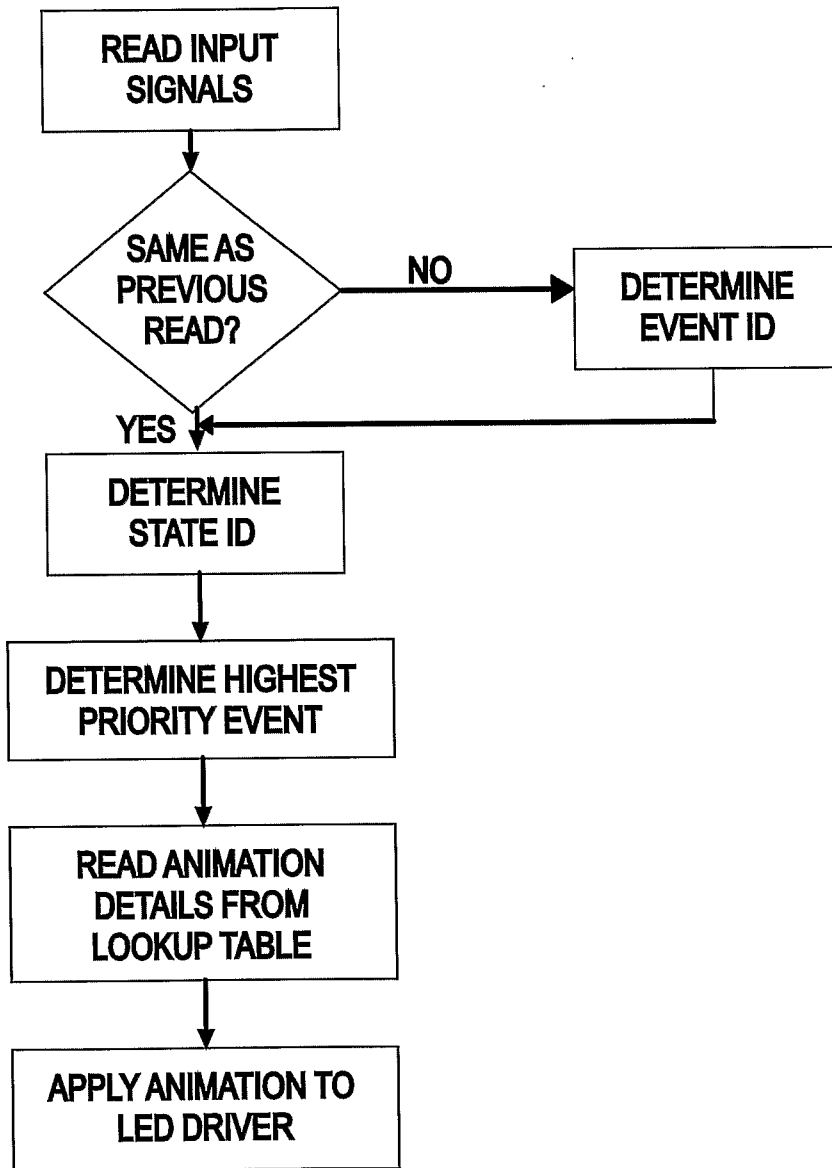 READ INPUT
SIGNALS
SAME AS
PREVIOUS
READ?
NO
DETERMINE
EVENT ID
YES
DETERMINE
STATE ID
DETERMINE HIGHEST
PRIORITY EVENT
READ ANIMATION
DETAILS FROM
LOOKUP TABLE
APPLY ANIMATION TO
LED DRIVER